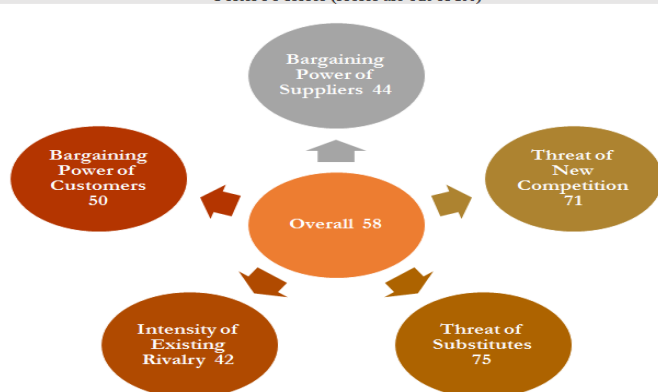 Bargaining
Power of
Suppliers 44
Bargaining
Power of
Customers
50
Threat of
New
Competition
71
Overall 58
Intensity of
Existing
Rivalry 42
Threat of
Substitutes
75